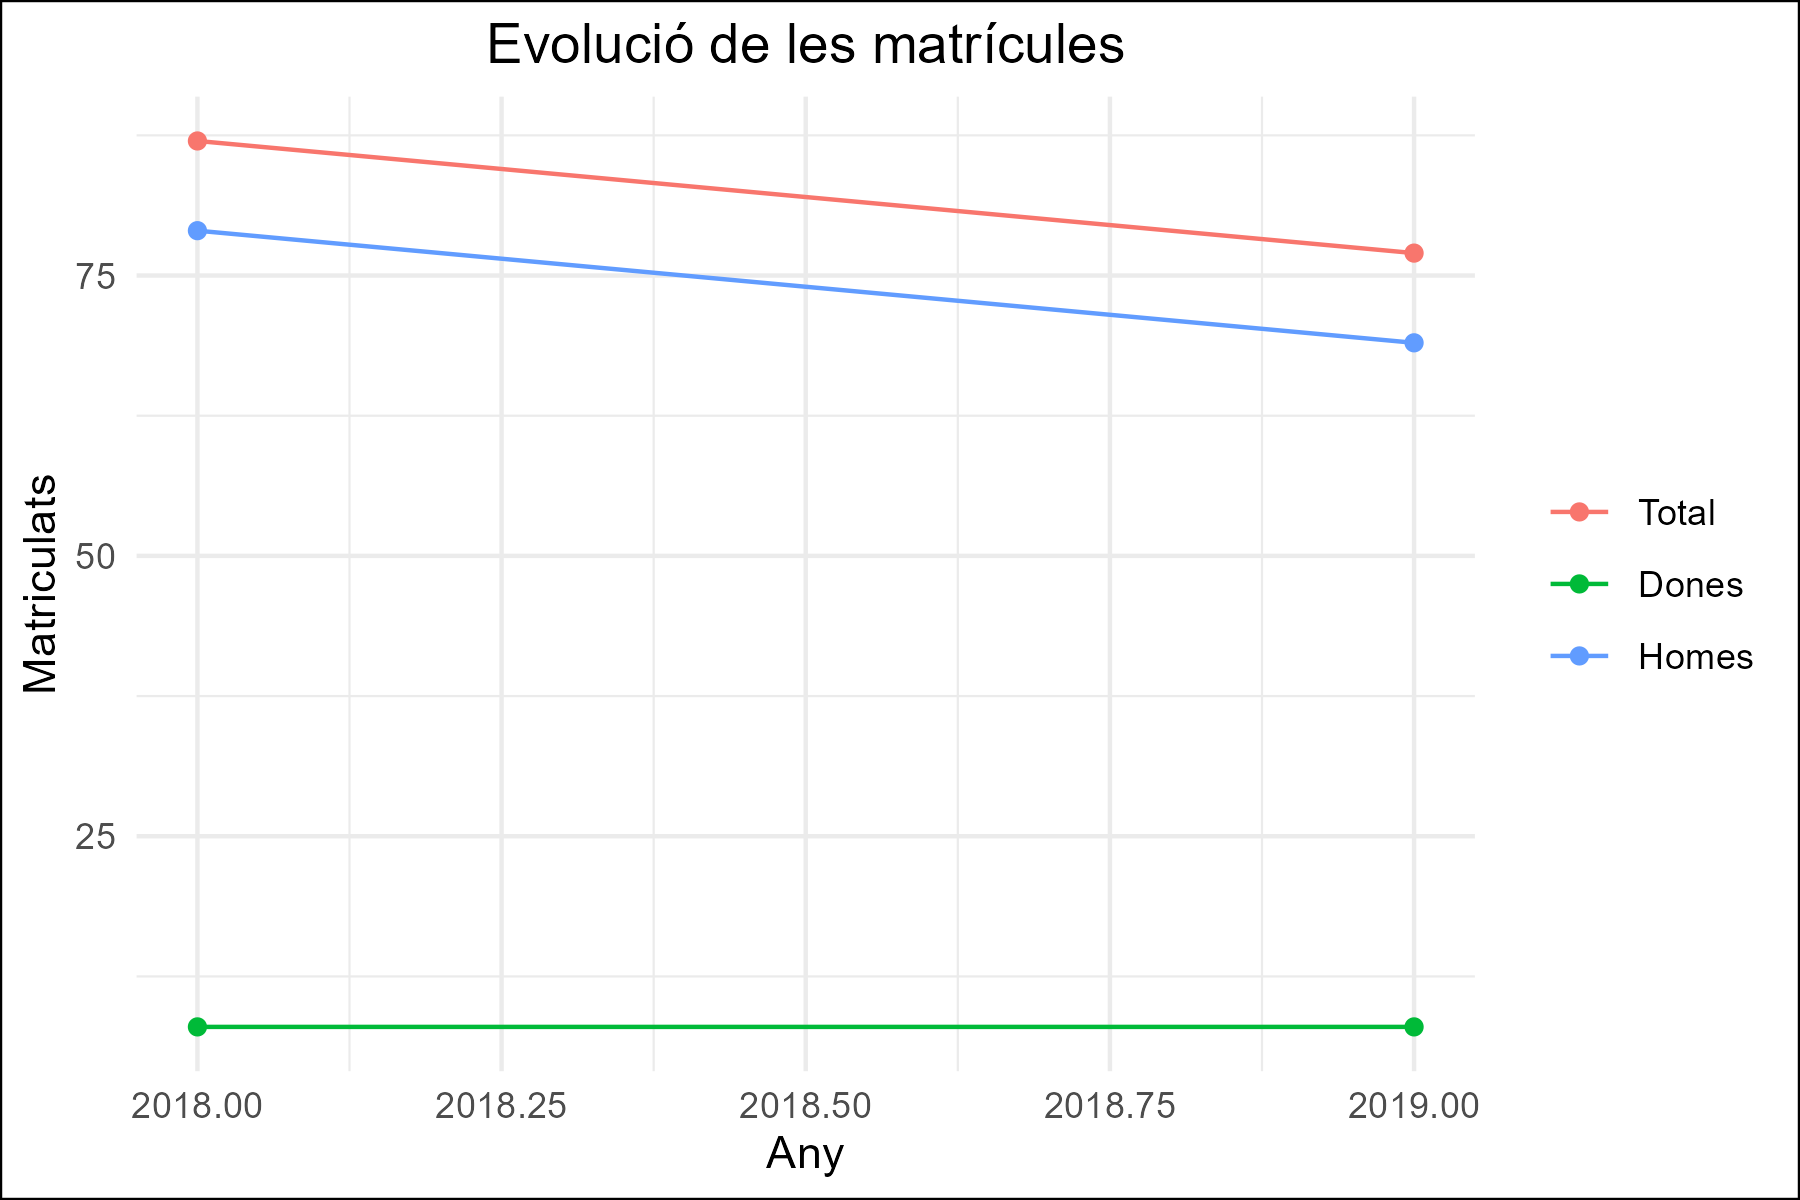 Evolució de les matrícules
Matriculats
75
50
25
2018.00
2018.25
2018.50
2018.75
2019.00
Any
Total
Dones
Homes